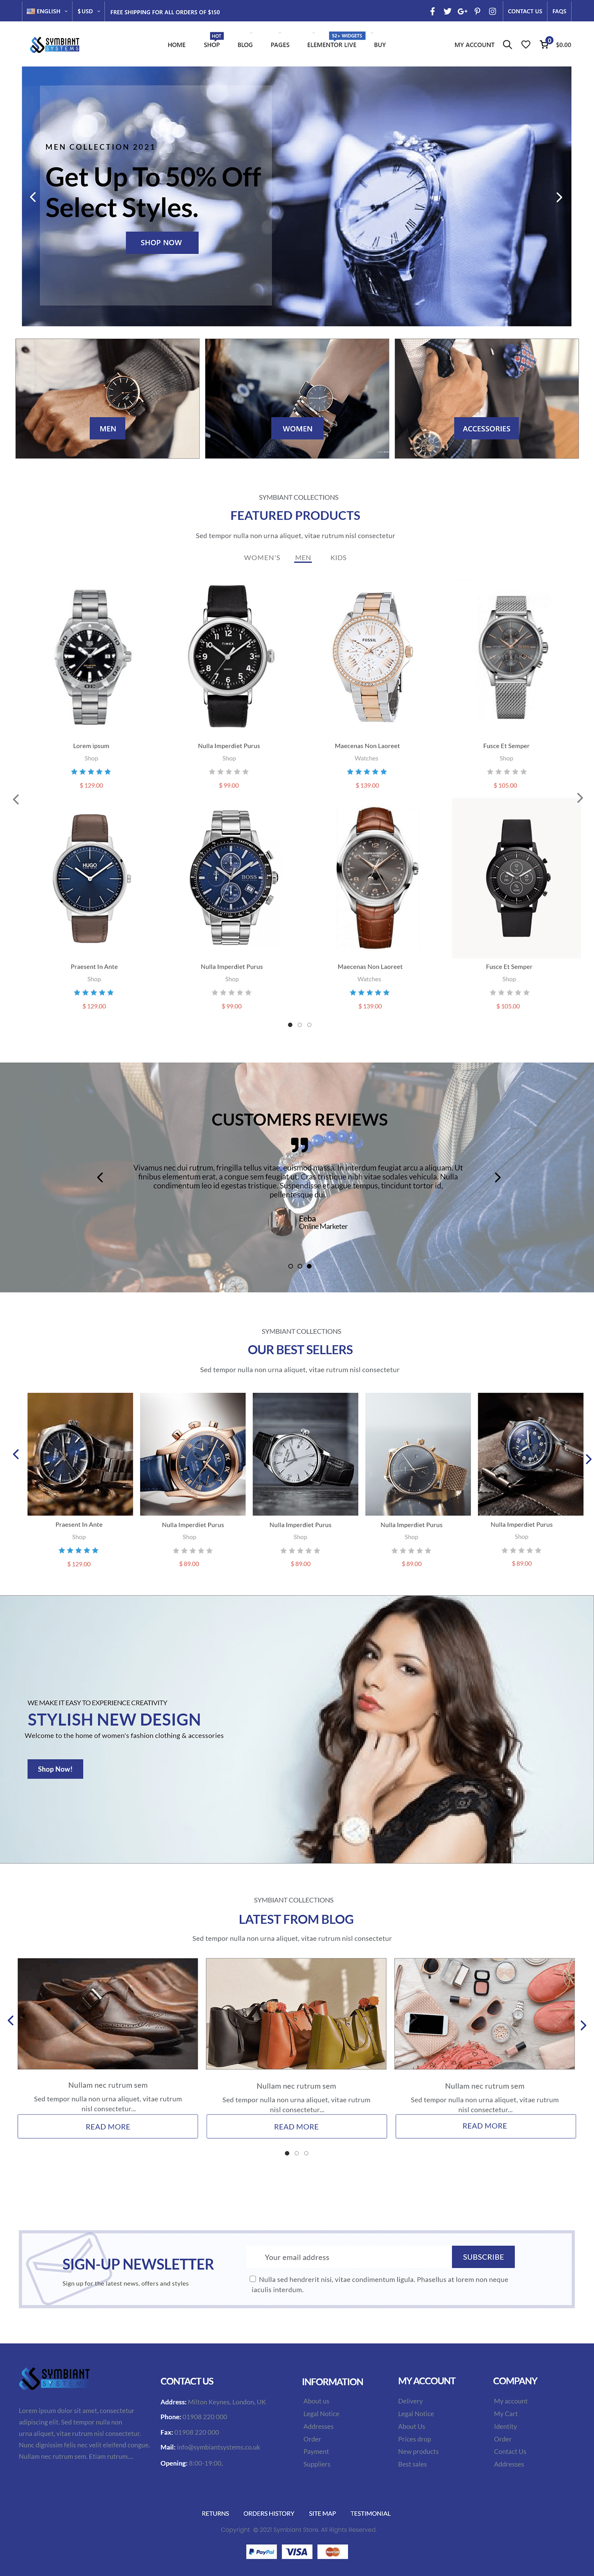 ENGLISH
$ USD
FREE SHIPPING FOR ALL ORDERS OF $150
CONTACT US
FAQS
SYMBIANT
SYSTEMS
HOME
HOT
SHOP
BLOG
PAGES
52+ WIDGETS
ELEMENTOR LIVE
BUY
MY ACCOUNT
0
$0.00
MEN COLLECTION 2021
Get Up To 50% Off
Select Styles.
SHOP NOW
MEN
WOMEN
ACCESSORIES
SYMBIANT COLLECTIONS
FEATURED PRODUCTS
Sed tempor nulla non urna aliquet, vitae rutrum nisl consectetur
WOMEN'S
MEN
KIDS
TIMEX
FOSSIL
Lorem ipsum
Shop
$ 129.00
Nulla Imperdiet Purus
Shop
$ 99.00
Maecenas Non Laoreet
Watches
$ 139.00
Fusce Et Semper
Shop
$ 105.00
HUGO
BOSS
Praesent In Ante
Shop
$ 129.00
Nulla Imperdiet Purus
Shop
$ 99.00
Maecenas Non Laoreet
Watches
$ 139.00
Fusce Et Semper
Shop
$ 105.00
CUSTOMERS REVIEWS
Vivamus nec dui rutrum, fringilla tellus vitae, euismod massa. In interdum feugiat arcu a aliquam. Ut
finibus elementum erat, a congue sem feugiat ut. Cras tristique nibh vitae sodales vehicula. Nulla
condimentum leo id egestas tristique. Suspendisse et augue tempus, tincidunt tortor id,
pellentesque dui.
Eeba
Online Marketer
SYMBIANT COLLECTIONS
OUR BEST SELLERS
Sed tempor nulla non urna aliquet, vitae rutrum nisl consectetur
Praesent In Ante
Shop
$ 129.00
Nulla Imperdiet Purus
Shop
$ 89.00
Nulla Imperdiet Purus
Shop
$ 89.00
Nulla Imperdiet Purus
Shop
$ 89.00
Nulla Imperdiet Purus
Shop
$ 89.00
WE MAKE IT EASY TO EXPERIENCE CREATIVITY
STYLISH NEW DESIGN
Welcome to the home of women's fashion clothing & accessories
Shop Now!
SYMBIANT COLLECTIONS
LATEST FROM BLOG
Sed tempor nulla non urna aliquet, vitae rutrum nisl consectetur
Nullam nec rutrum sem
Sed tempor nulla non urna aliquet, vitae rutrum
nisl consectetur...
READ MORE
Nullam nec rutrum sem
Sed tempor nulla non urna aliquet, vitae rutrum
nisl consectetur...
READ MORE
Nullam nec rutrum sem
Sed tempor nulla non urna aliquet, vitae rutrum
nisl consectetur...
READ MORE
SIGN-UP NEWSLETTER
Sign up for the latest news, offers and styles
Your email address
SUBSCRIBE
Nulla sed hendrerit nisi, vitae condimentum ligula. Phasellus at lorem non neque
iaculis interdum.
SYMBIANT
SYSTEMS
Lorem ipsum dolor sit amet, consectetur
adipiscing elit. Sed tempor nulla non
urna aliquet, vitae rutrum nisl consectetur.
Nunc dignissim felis nec velit eleifend congue.
Nullam nec rutrum sem. Etiam rutrum....
CONTACT US
Address: Milton Keynes, London, UK
Phone: 01908 220 000
Fax: 01908 220 000
Mail: info@symbiantsystems.co.uk
Opening: 8:00-19:00,
INFORMATION
About us
Legal Notice
Addresses
Order
Payment
Suppliers
MY ACCOUNT
Delivery
Legal Notice
About Us
Prices drop
New products
Best sales
COMPANY
My account
My Cart
Identity
Order
Contact Us
Addresses
RETURNS
ORDERS HISTORY
SITE MAP
TESTIMONIAL
Copyright © 2021 Symbiant Store. All Rights Reserved.
PayPal
VISA